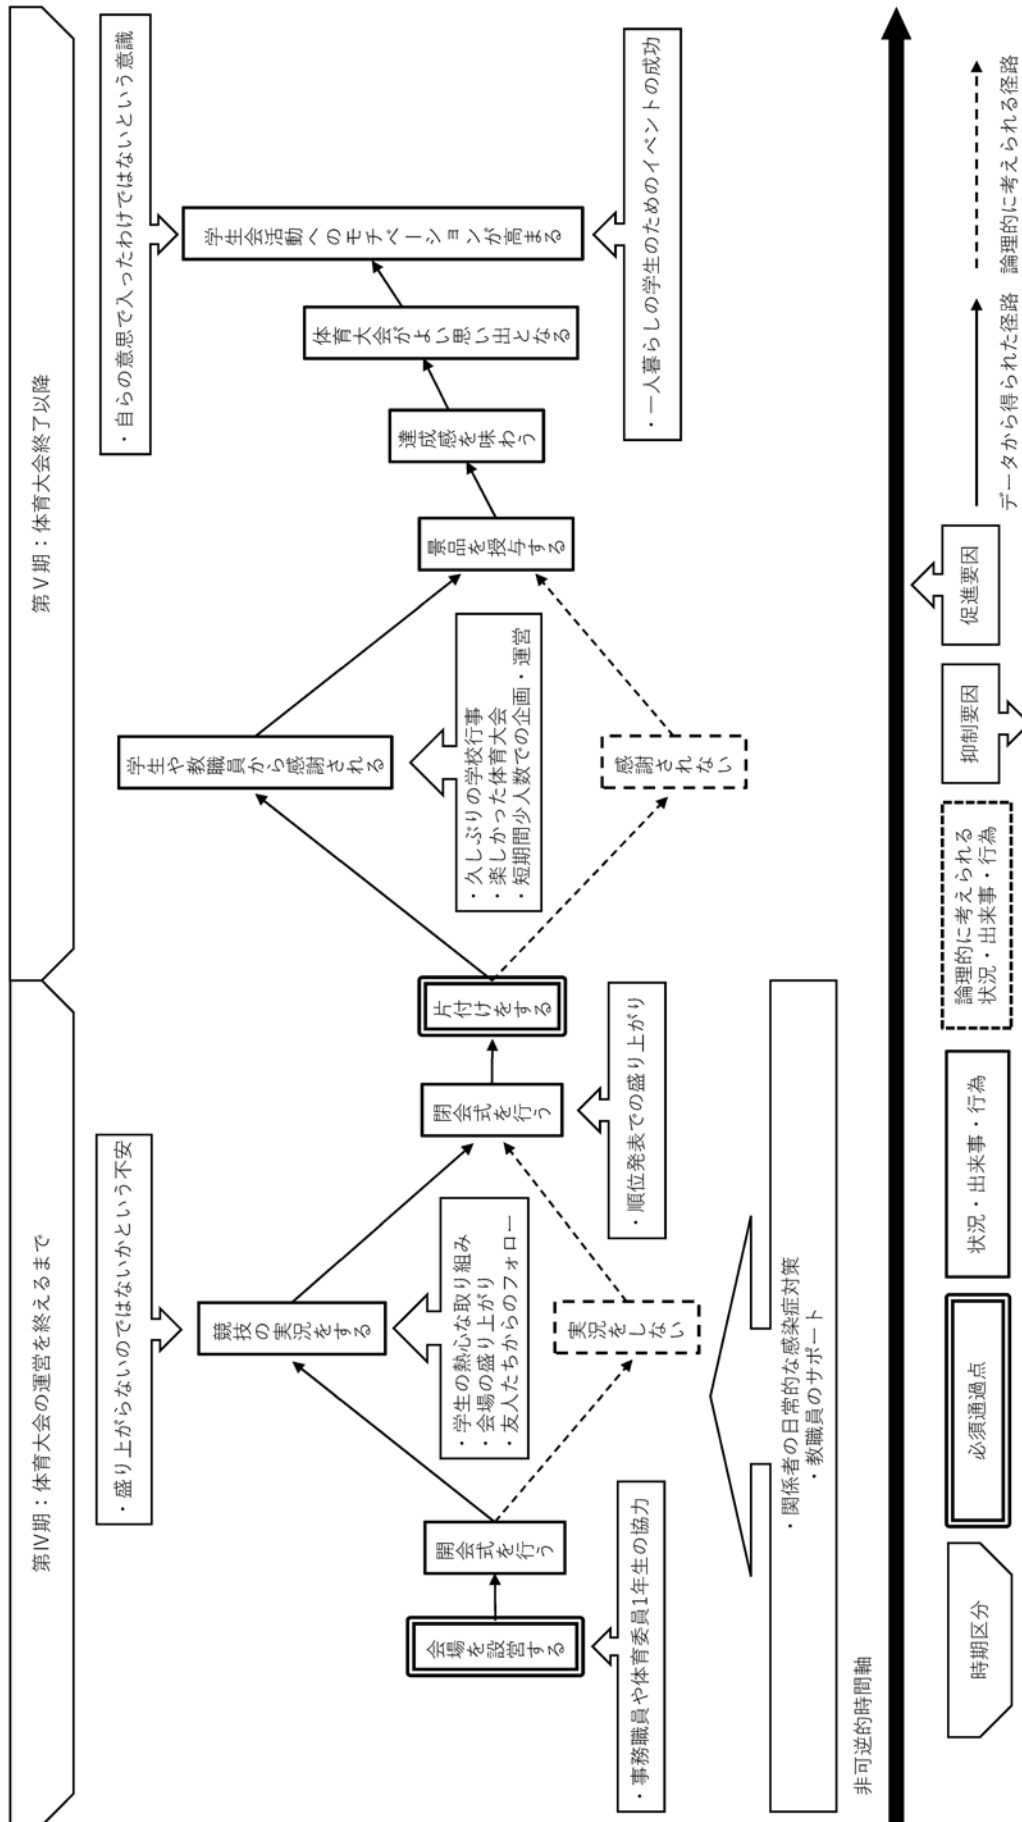 第Ⅳ期：体育大会の運営を終えるまで
第Ⅴ期：体育大会終了以降
・盛り上がらないのではないかという不安
・自らの意思で入ったわけではないという意識
会場を設営する
開会式を行う
競技の実況をする
・学生の熱心な取り組み
・会場の盛り上がり
・友人たちからのフォロー
実況をしない
閉会式を行う
片付けをする
学生や教職員から感謝される
・久しぶりの学校行事
・楽しかった体育大会
・短期間少人数での企画・運営
感謝されない
景品を授与する
達成感を味わう
体育大会がよい思い出となる
学生会活動へのモチベーションが高まる
・事務職員や体育委員1年生の協力
・順位発表での盛り上がり
・一人暮らしの学生のためのイベントの成功
・関係者の日常的な感染症対策
・教職員のサポート
非可逆的時間軸
時期区分
必須通過点
状況・出来事・行為
論理的に考えられる
状況・出来事・行為
抑制要因
促進要因
データから得られた径路
論理的に考えられる径路